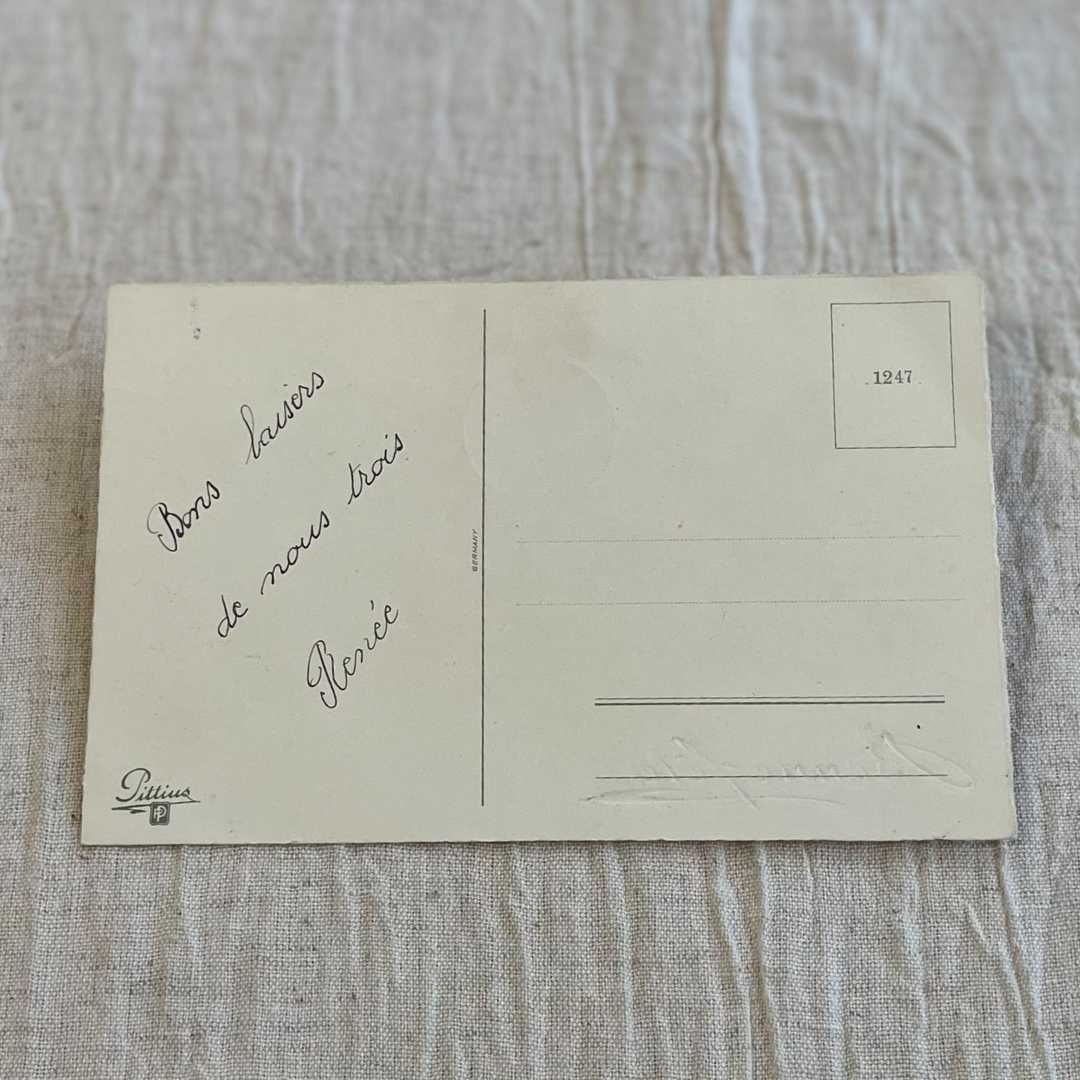 Bons baisers
de nous trois
Renée
Pittius
GERMANY
1247